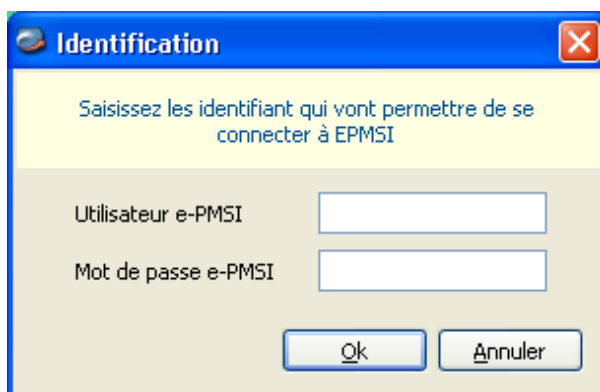 Identification
Saisissez les identifiant qui vont permettre de se
connecter à EPMSI
Utilisateur e-PMSI
Mot de passe e-PMSI
Ok Annuler